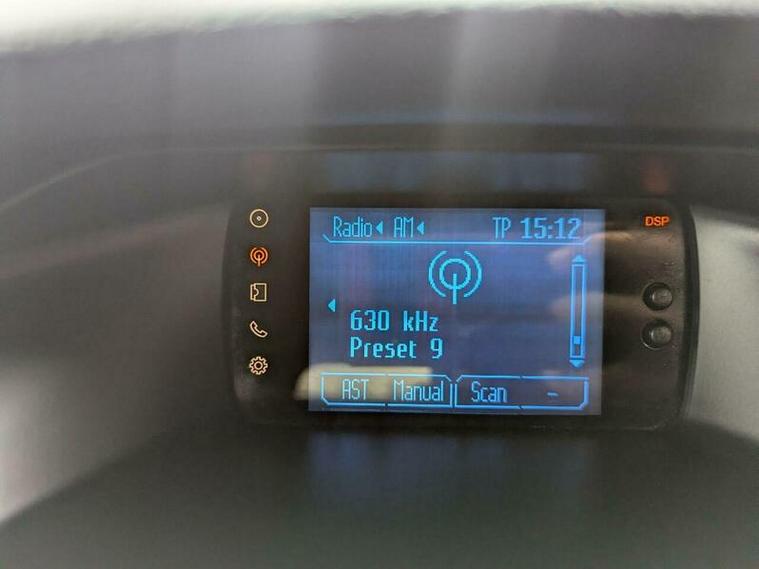 Radio AM TP 15:12
DSP
630 kHz
Preset 9
AST Manual Scan -